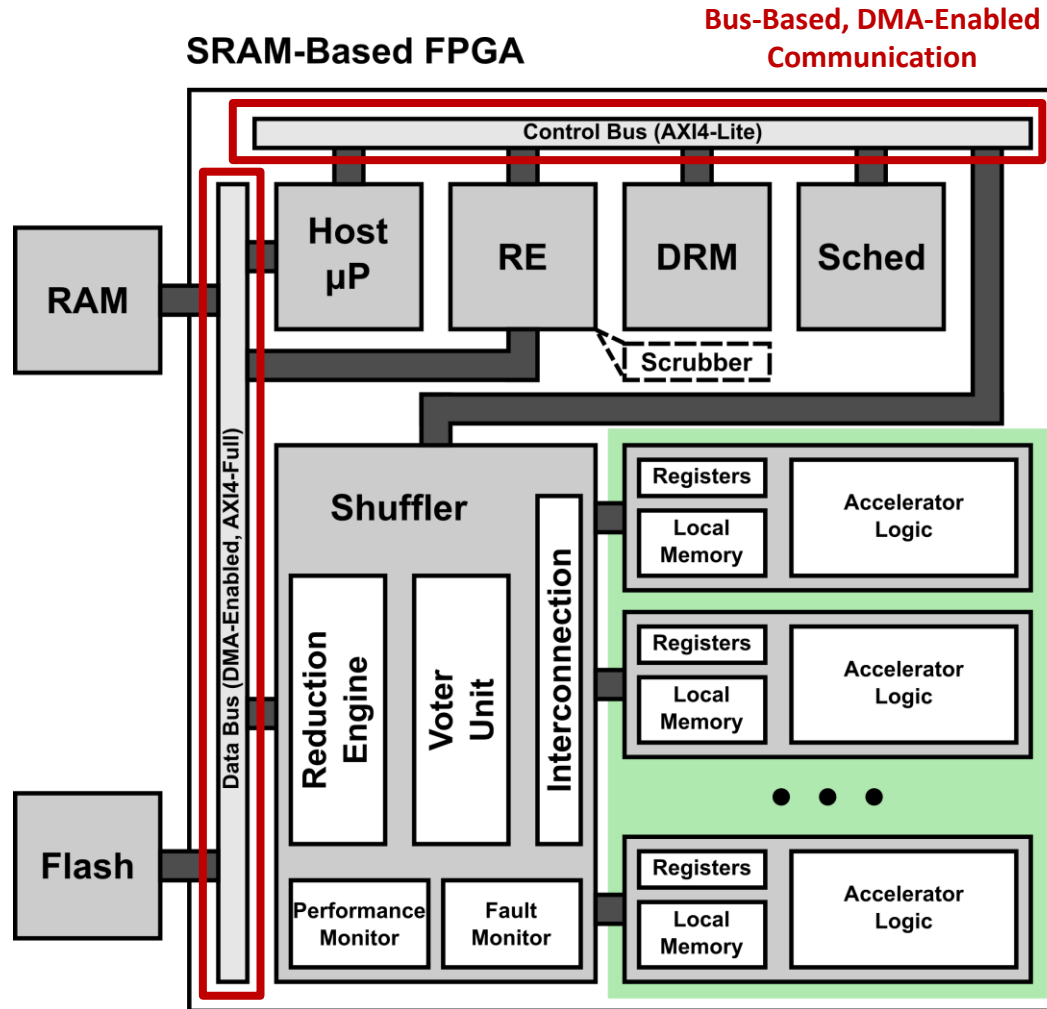 Bus-Based, DMA-Enabled
Communication
SRAM-Based FPGA
Control Bus (AXI4-Lite)
Data Bus (DMA-Enabled, AXI4-Full)
RAM
Flash
Host
µP
RE
DRM
Sched
Scrubber
Shuffler
Reduction
Engine
Voter
Unit
Interconnection
Performance
Monitor
Fault
Monitor
Registers
Local
Memory
Accelerator
Logic
Registers
Local
Memory
Accelerator
Logic
Registers
Local
Memory
Accelerator
Logic